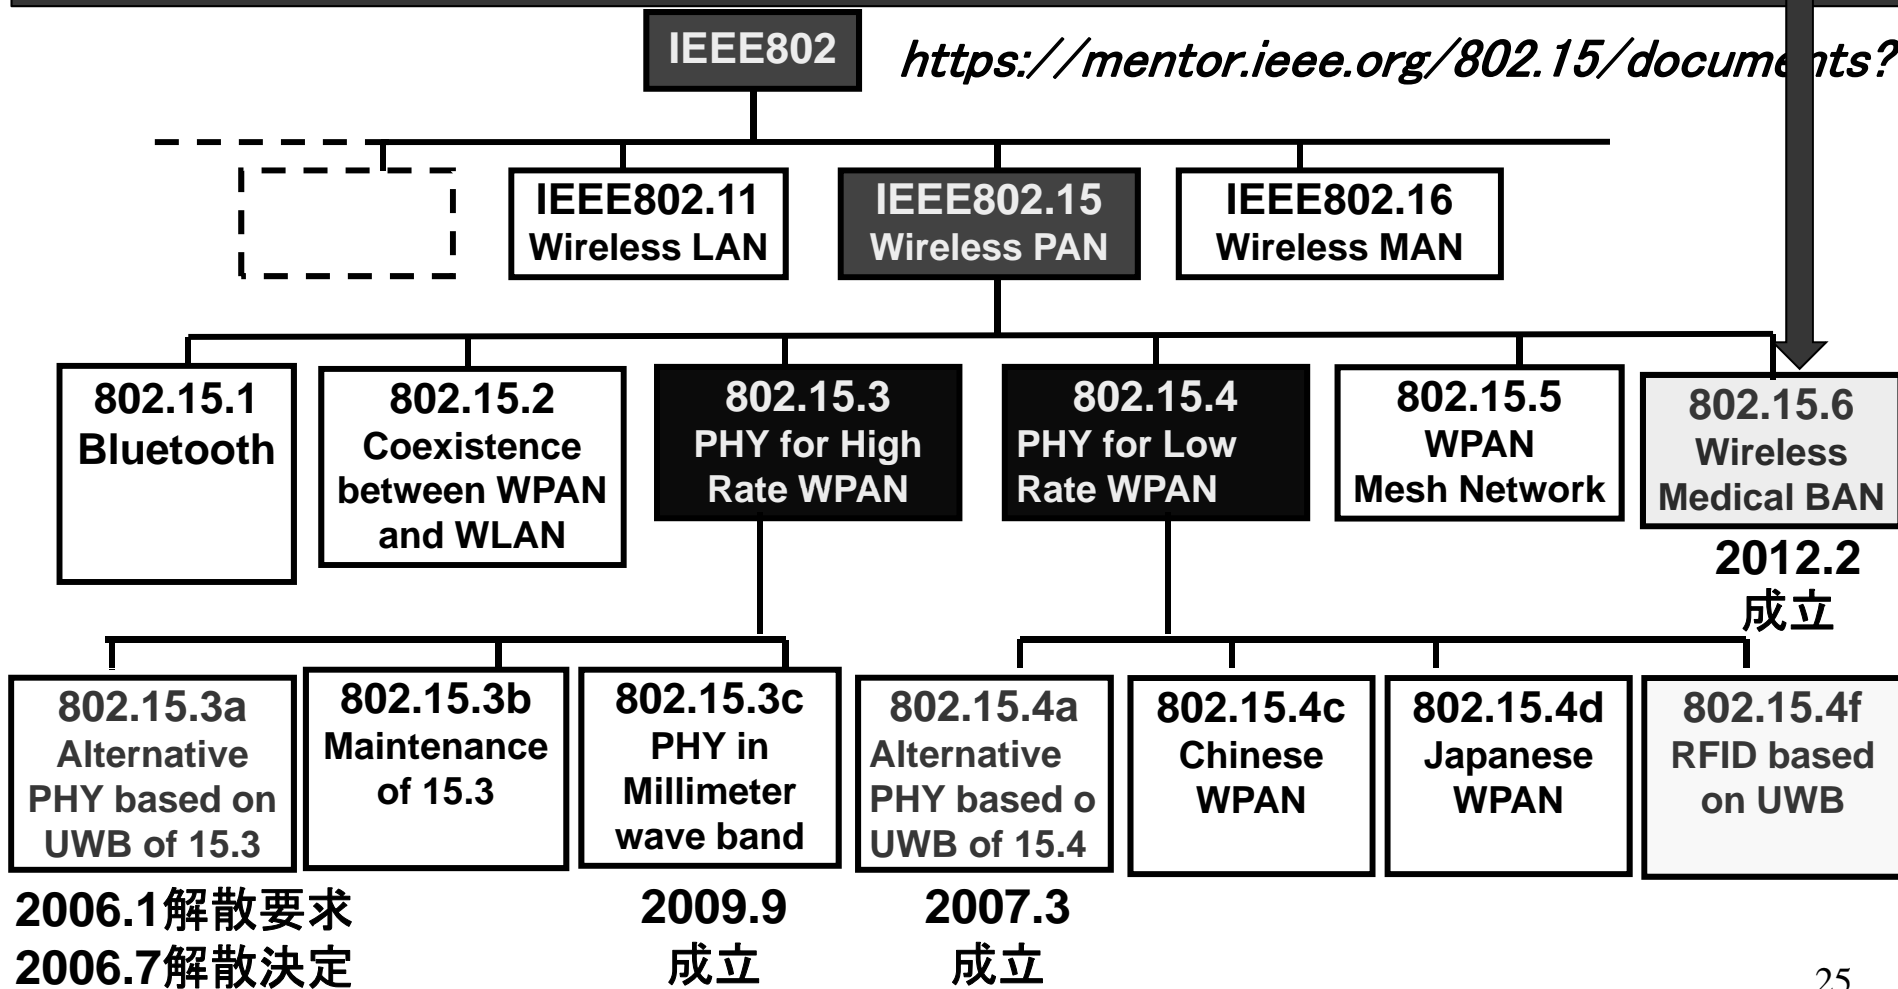 IEEE802
https://mentor.ieee.org/802.15/documents?
IEEE802.11
Wireless LAN
IEEE802.15
Wireless PAN
IEEE802.16
Wireless MAN
802.15.1
Bluetooth
802.15.2
Coexistence
between WPAN
and WLAN
802.15.3
PHY for High
Rate WPAN
802.15.4
PHY for Low
Rate WPAN
802.15.5
WPAN
Mesh Network
802.15.6
Wireless
Medical BAN
2012.2
成立
802.15.3a
Alternative
PHY based on
UWB of 15.3
2006.1解散要求
2006.7解散決定
802.15.3b
Maintenance
of 15.3
802.15.3c
PHY in
Millimeter
wave band
2009.9
成立
802.15.4a
Alternative
PHY based o
UWB of 15.4
2007.3
成立
802.15.4c
Chinese
WPAN
802.15.4d
Japanese
WPAN
802.15.4f
RFID based
on UWB
25